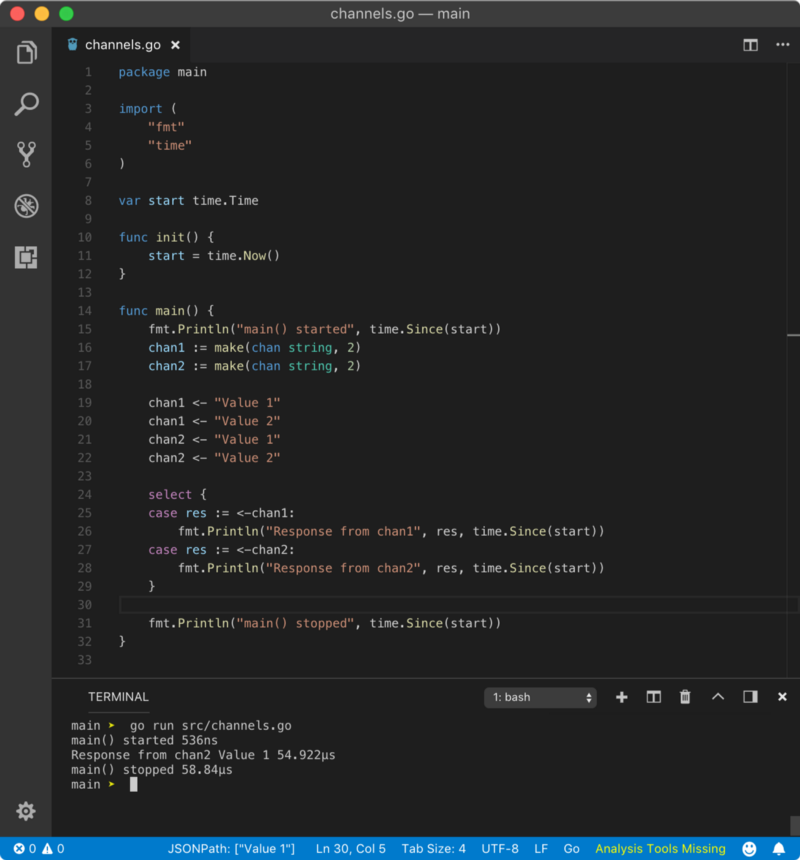 channels.go — main
channels.go
1 package main
2
3 import (
4     "fmt"
5     "time"
6 )
7
8 var start time.Time
9
10 func init() {
11     start = time.Now()
12 }
13
14 func main() {
15     fmt.Println("main() started", time.Since(start))
16     chan1 := make(chan string, 2)
17     chan2 := make(chan string, 2)
18
19     chan1 <- "Value 1"
20     chan1 <- "Value 2"
21     chan2 <- "Value 1"
22     chan2 <- "Value 2"
23
24     select {
25     case res := <-chan1:
26         fmt.Println("Response from chan1", res, time.Since(start))
27     case res := <-chan2:
28         fmt.Println("Response from chan2", res, time.Since(start))
29     }
30
31     fmt.Println("main() stopped", time.Since(start))
32 }
33
TERMINAL
1: bash
main ➤  go run src/channels.go
main() started 536ns
Response from chan2 Value 1 54.922µs
main() stopped 58.84µs
main ➤
0 0 JSONPath: ["Value 1"] Ln 30, Col 5 Tab Size: 4 UTF-8 LF Go Analysis Tools Missing